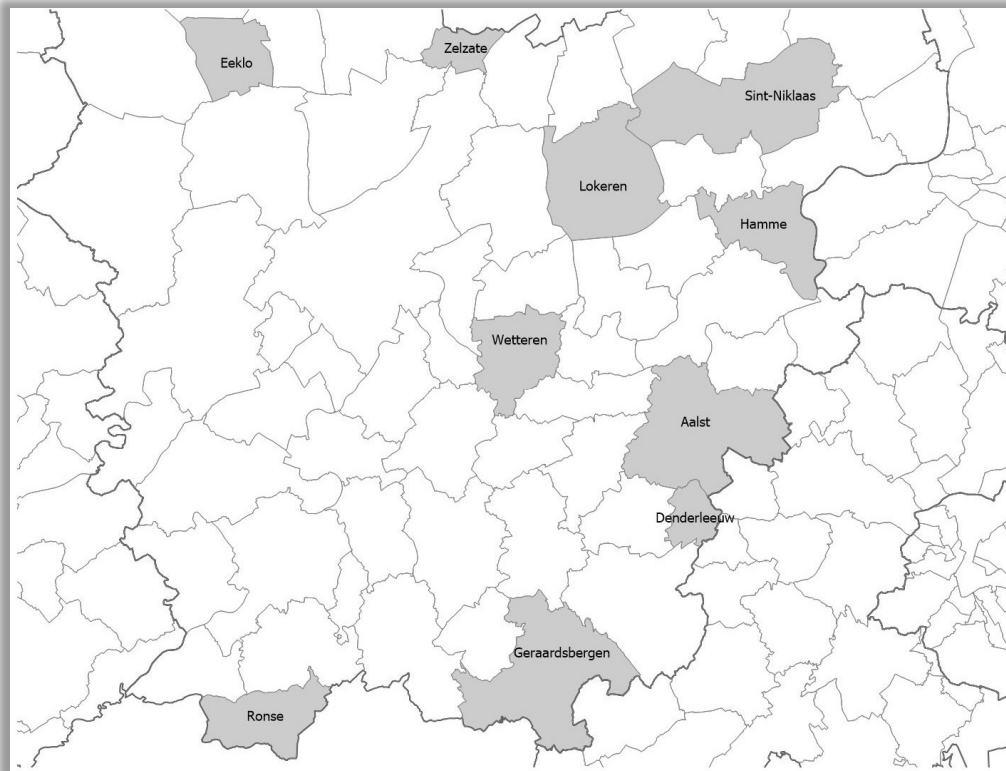 Zelzate
Eeklo
Sint-Niklaas
Lokeren
Hamme
Wetteren
Aalst
Denderleeuw
Geraardsbergen
Ronse